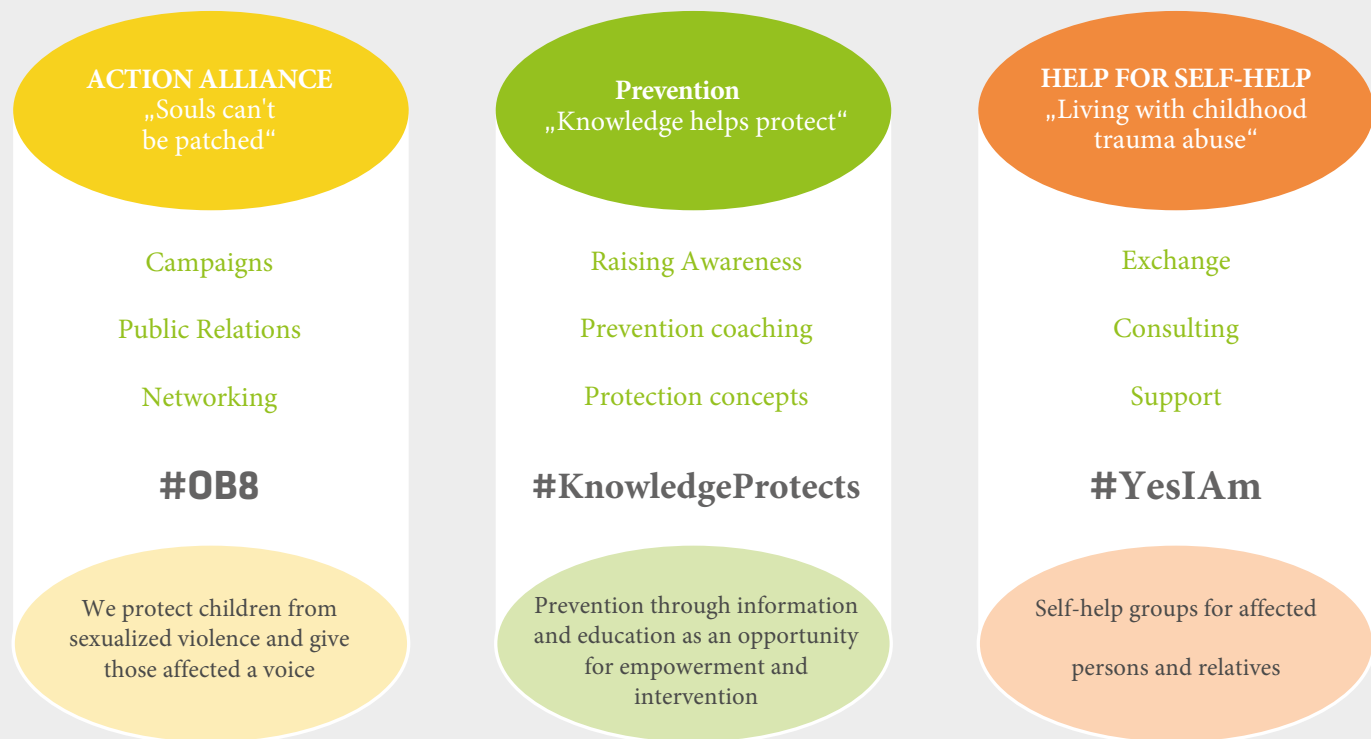 ACTION ALLIANCE
„Souls can't
be patched“
Campaigns
Public Relations
Networking
#OB8
We protect children from
sexualized violence and give
those affected a voice
Prevention
„Knowledge helps protect“
Raising Awareness
Prevention coaching
Protection concepts
#KnowledgeProtects
Prevention through information
and education as an opportunity
for empowerment and
intervention
HELP FOR SELF-HELP
„Living with childhood
trauma abuse“
Exchange
Consulting
Support
#YesIAm
Self-help groups for affected
persons and relatives